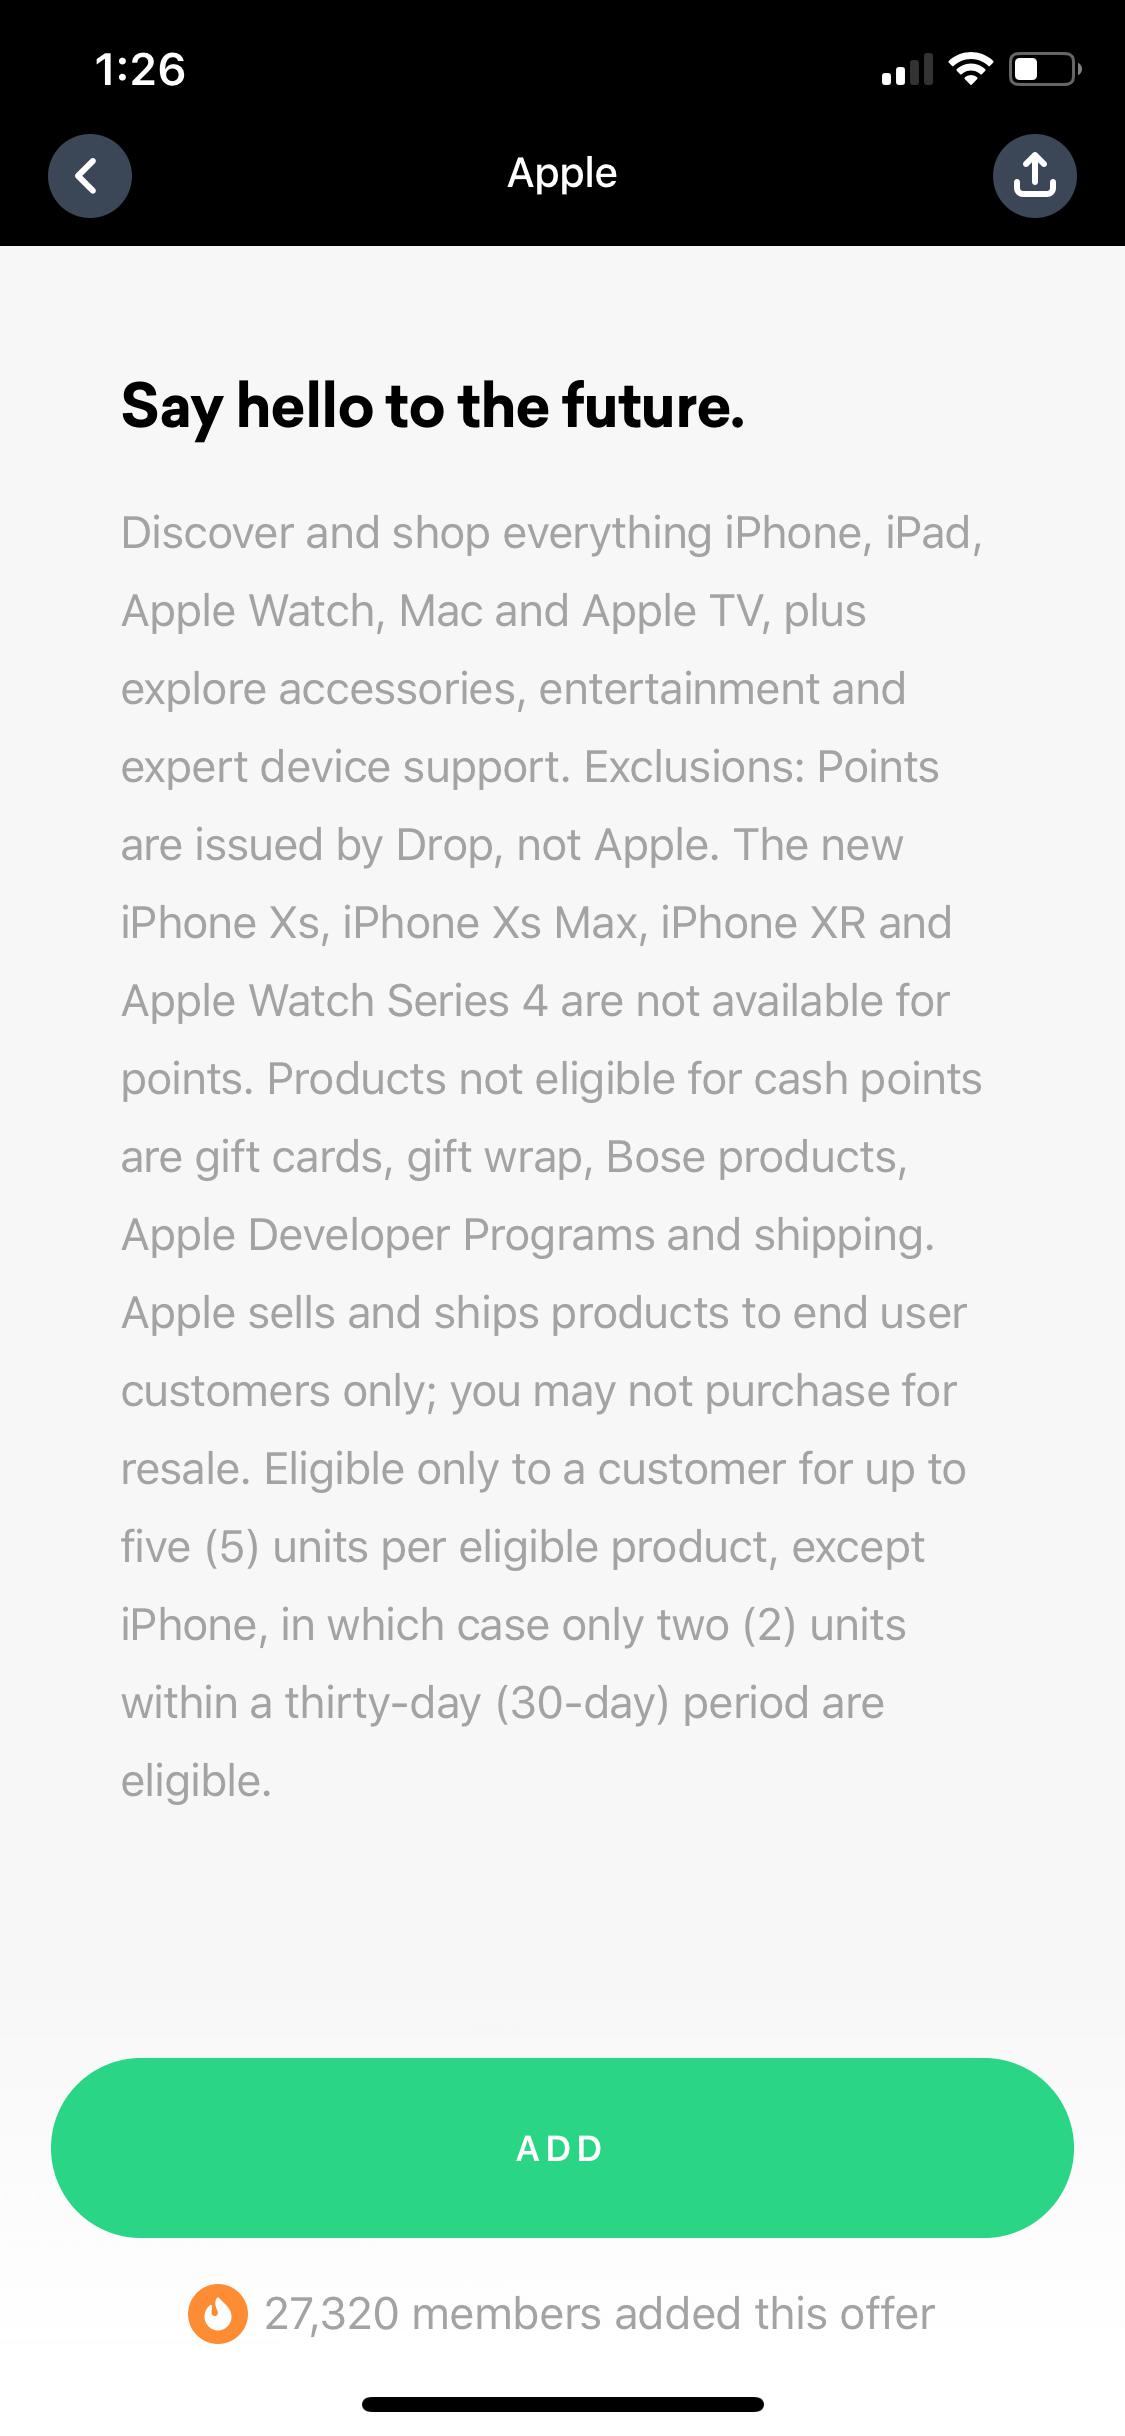 1:26
Apple
Say hello to the future.
Discover and shop everything iPhone, iPad,
Apple Watch, Mac and Apple TV, plus
explore accessories, entertainment and
expert device support. Exclusions: Points
are issued by Drop, not Apple. The new
iPhone Xs, iPhone Xs Max, iPhone XR and
Apple Watch Series 4 are not available for
points. Products not eligible for cash points
are gift cards, gift wrap, Bose products,
Apple Developer Programs and shipping.
Apple sells and ships products to end user
customers only; you may not purchase for
resale. Eligible only to a customer for up to
five (5) units per eligible product, except
iPhone, in which case only two (2) units
within a thirty-day (30-day) period are
eligible.
ADD
27,320 members added this offer